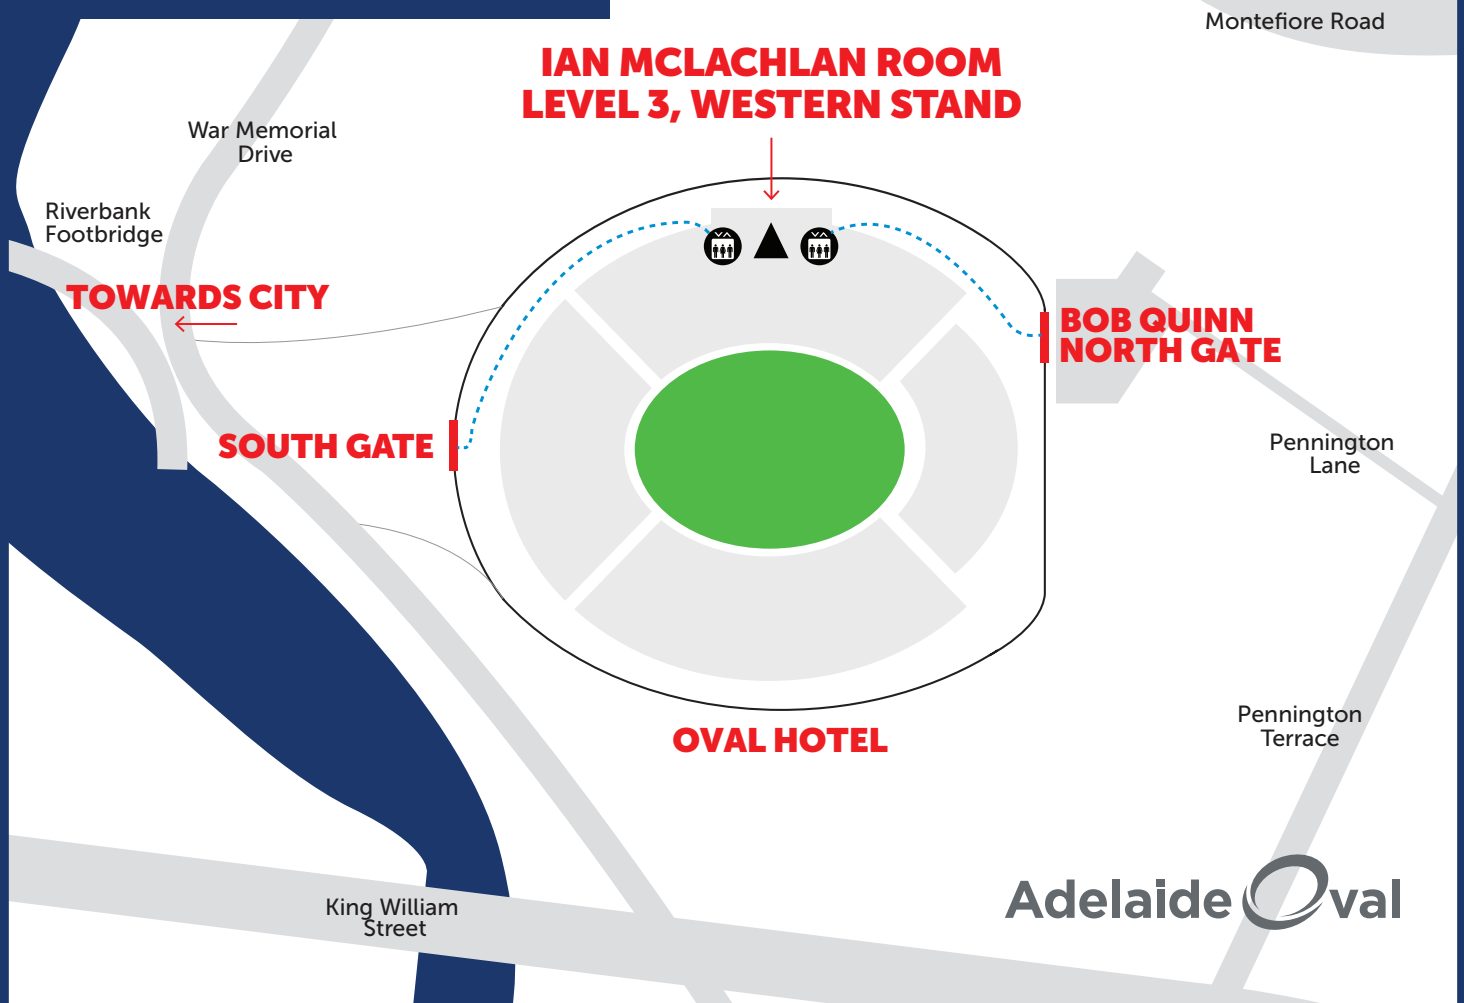 Montefiore Road
IAN MCLACHLAN ROOM
LEVEL 3, WESTERN STAND
War Memorial
Drive
Riverbank
Footbridge
TOWARDS CITY
BOB QUINN
NORTH GATE
SOUTH GATE
Pennington
Lane
Pennington
Terrace
OVAL HOTEL
King William
Street
Adelaide Oval